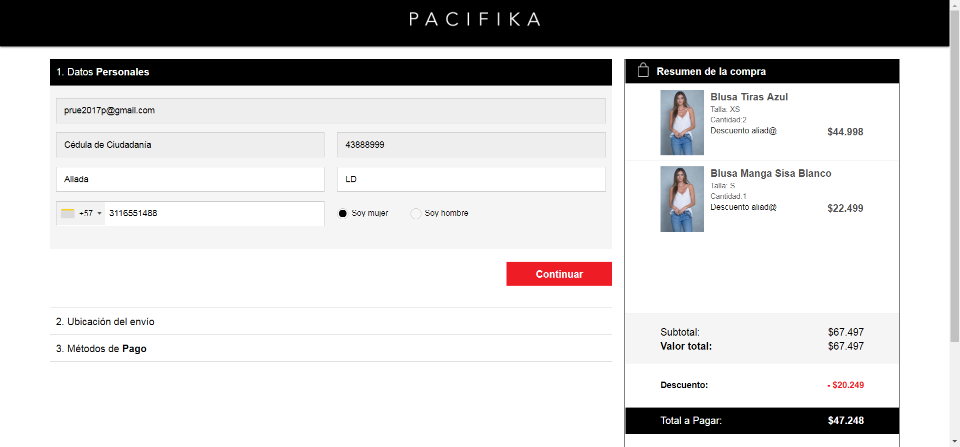 PACIFIKA
1. Datos Personales
prue2017p@gmail.com
Cédula de Ciudadanía
43888999
Aliada
LD
+57
3116551488
Soy mujer
Soy hombre
Continuar
2. Ubicación del envío
3. Métodos de Pago
Resumen de la compra
Blusa Tiras Azul
Talla: XS
Cantidad:2
Descuento aliad@
$44.998
Blusa Manga Sisa Blanco
Talla: S
Cantidad:1
Descuento aliad@
$22.499
Subtotal: $67.497
Valor total: $67.497
Descuento: - $20.249
Total a Pagar: $47.248